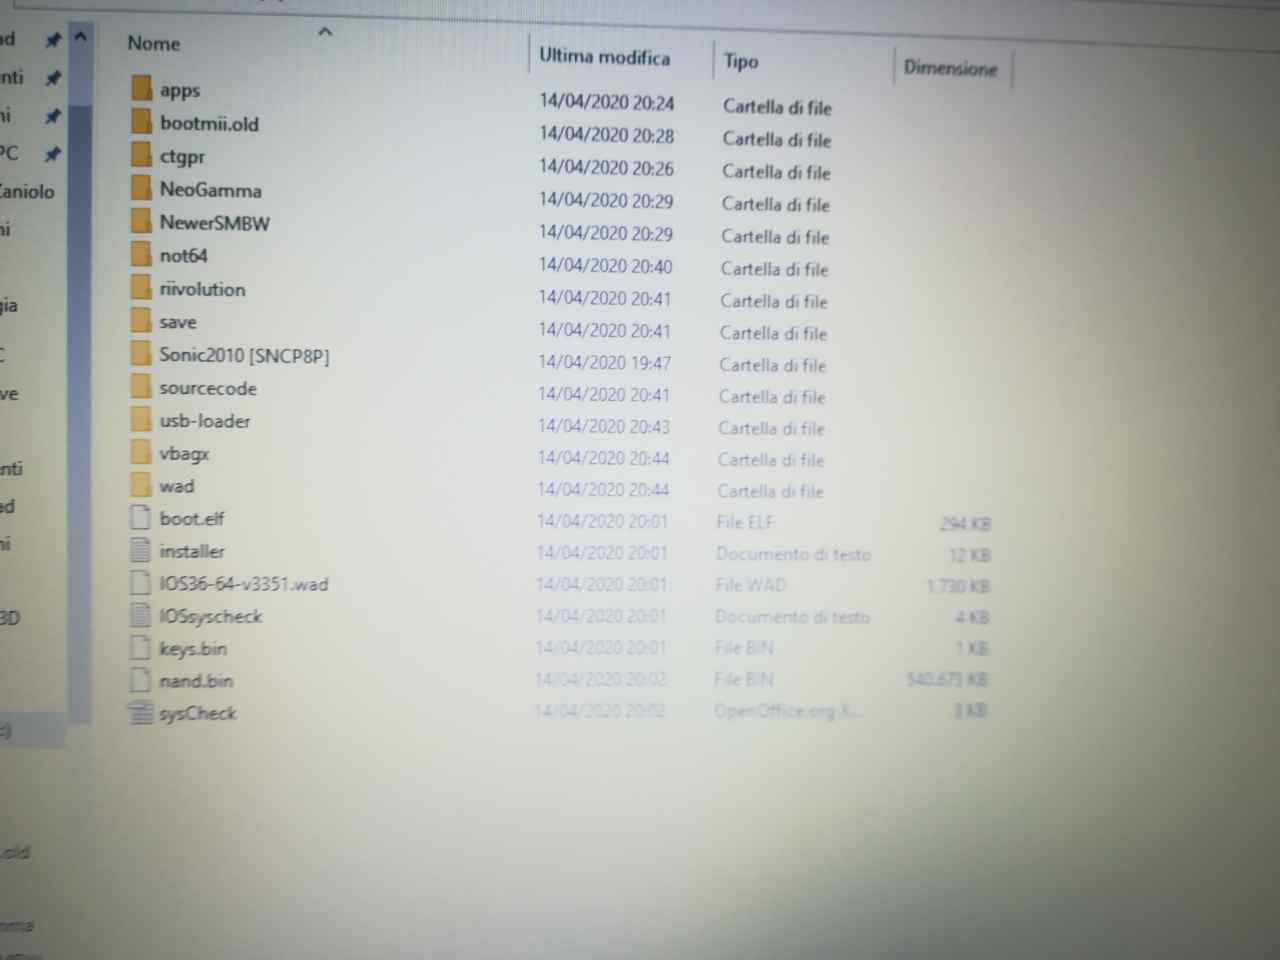 Nome Ultima modifica Tipo Dimensione
apps 14/04/2020 20:24 Cartella di file
bootmii.old 14/04/2020 20:28 Cartella di file
ctgpr 14/04/2020 20:26 Cartella di file
NeoGamma 14/04/2020 20:29 Cartella di file
NewerSMBW 14/04/2020 20:29 Cartella di file
not64 14/04/2020 20:40 Cartella di file
riivolution 14/04/2020 20:41 Cartella di file
save 14/04/2020 20:41 Cartella di file
Sonic2010 [SNCP8P] 14/04/2020 19:47 Cartella di file
sourcecode 14/04/2020 20:41 Cartella di file
usb-loader 14/04/2020 20:43 Cartella di file
vbagx 14/04/2020 20:44 Cartella di file
wad 14/04/2020 20:44 Cartella di file
boot.elf 14/04/2020 20:01 File ELF 294 KB
installer 14/04/2020 20:01 Documento di testo 12 KB
IOS36-64-v3351.wad 14/04/2020 20:01 File WAD 1.730 KB
IOSsyscheck 14/04/2020 20:01 Documento di testo 4 KB
keys.bin 14/04/2020 20:01 File BIN 1 KB
nand.bin 14/04/2020 20:02 File BIN 540.673 KB
sysCheck 14/04/2020 20:02 OpenOffice.org X... 3 KB
ad
nti
ni
PC
Zaniolo
ni
gia
C
ve
nti
ad
ni
3D
:)
.old
mma